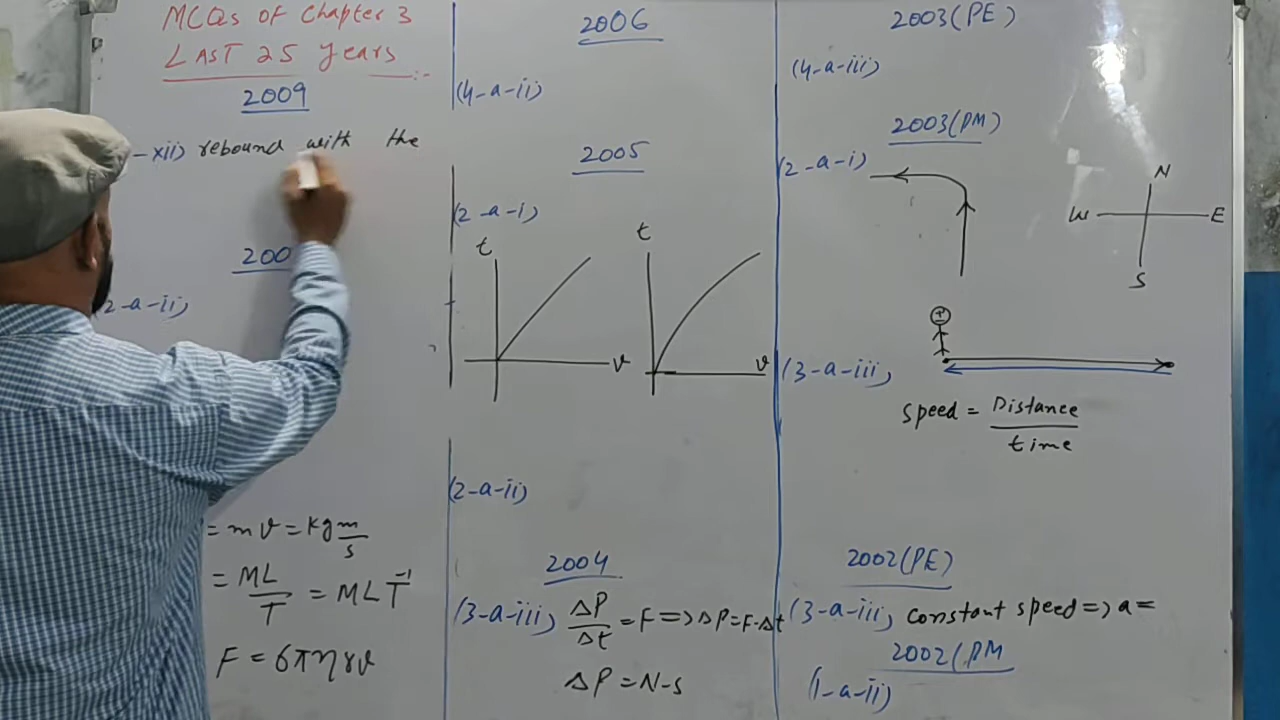 MCQs of Chapter 3
LAST 25 years
2009
-xii) rebound with the
200
2-a-ii)
= mv = kg m/s
= ML/T = MLT⁻¹
F = 6πηrv
2006
(4-a-ii)
2005
(2-a-i)
t
v
t
v
(2-a-ii)
2004
(3-a-iii) ΔP/Δt = F => ΔP = F-Δt
ΔP = N-s
2003(PE)
(4-a-iii)
2003(PM)
(2-a-i)
N
W
E
S
(3-a-iii)
speed = Distance/time
2002(PE)
(3-a-iii) constant speed => a =
2002(PM
(1-a-ii)